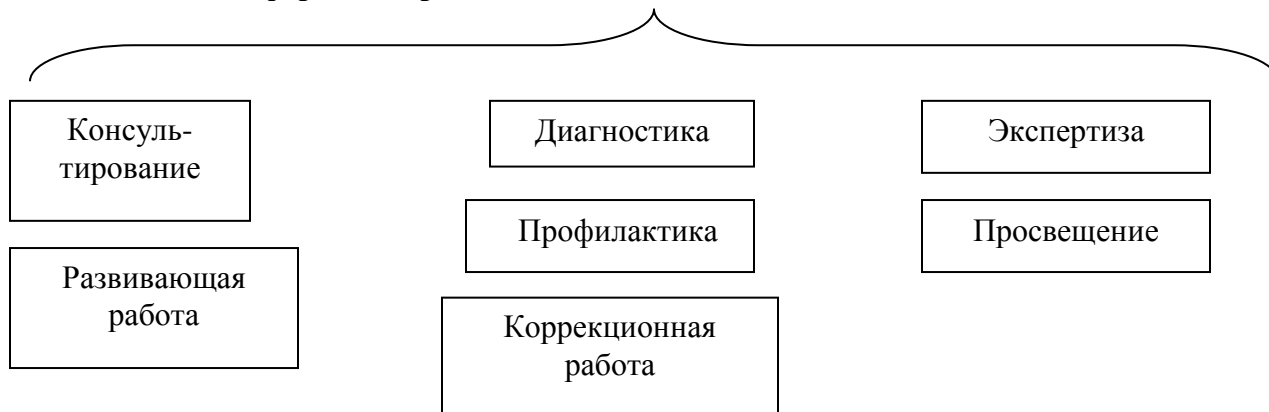 Консуль-
тирование
Диагностика
Экспертиза
Профилактика
Просвещение
Развивающая
работа
Коррекционная
работа